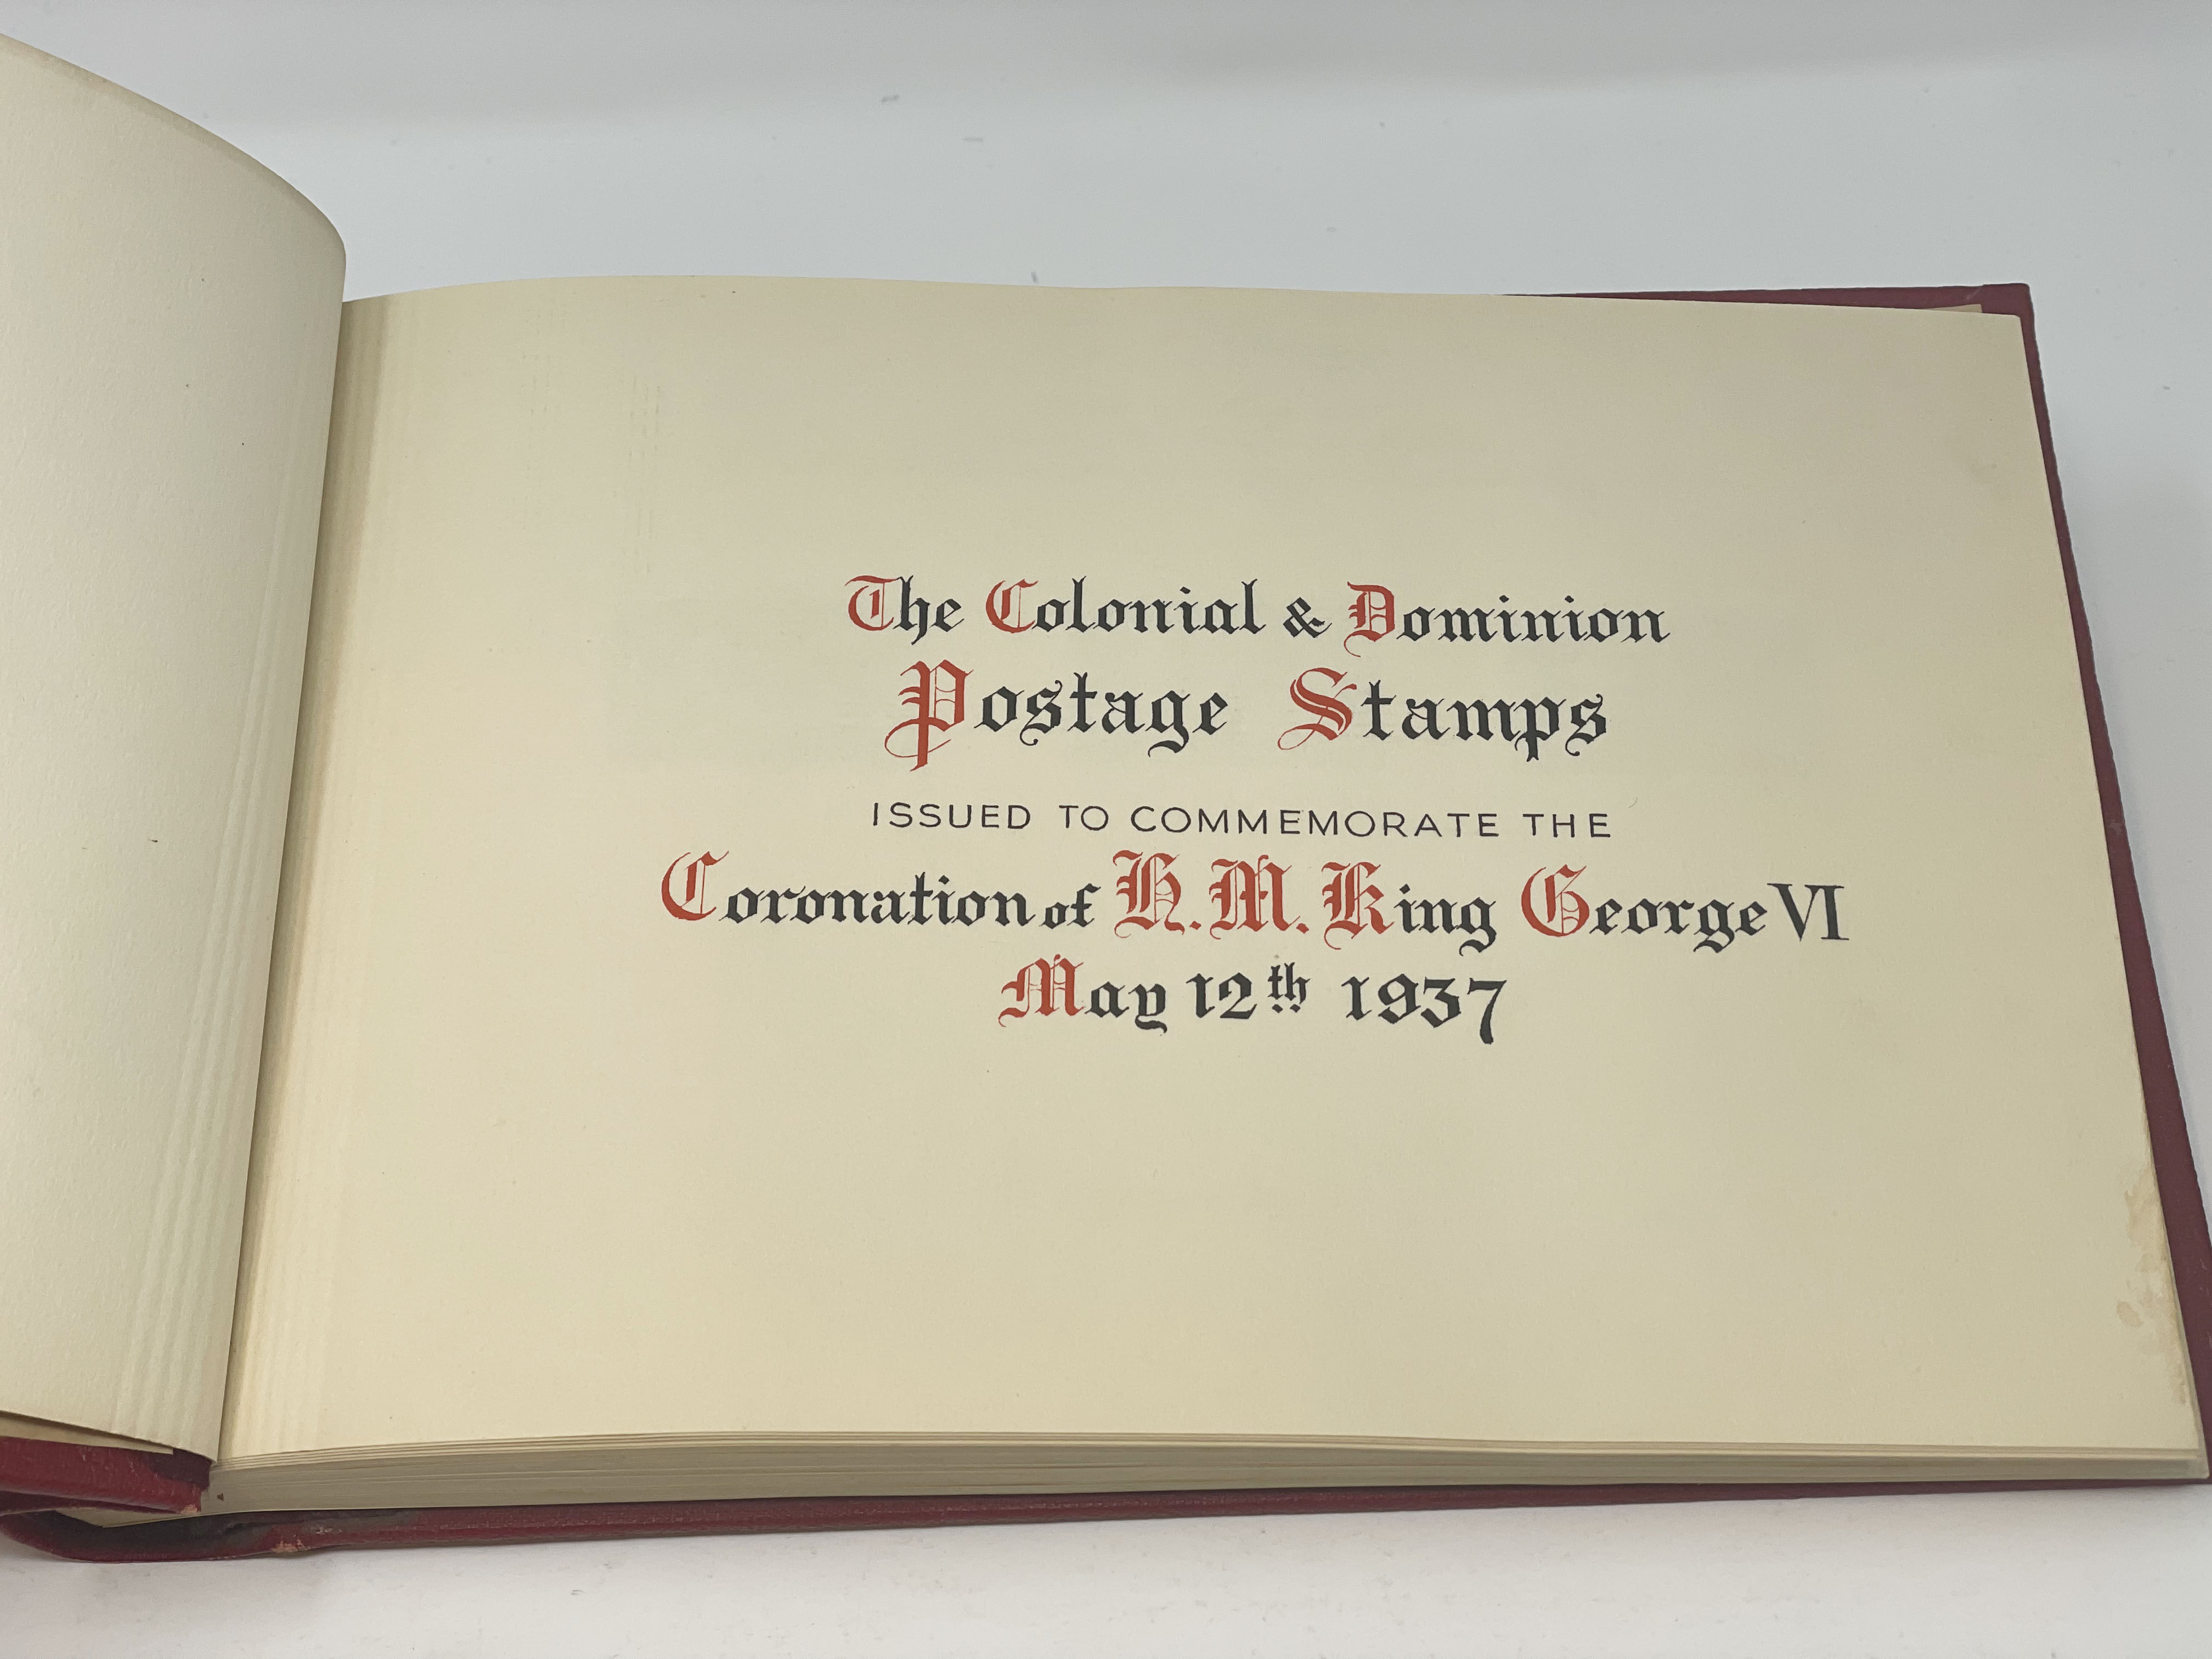 The Colonial & Dominion
Postage Stamps
ISSUED TO COMMEMORATE THE
Coronation of H.M. King George VI
May 12th 1937